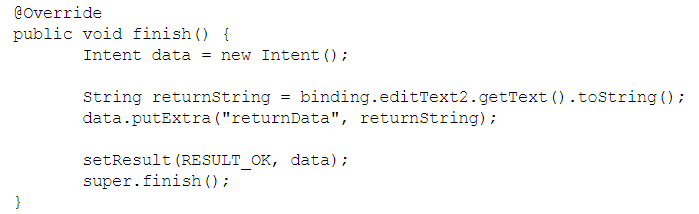 @Override
public void finish() {
        Intent data = new Intent();

        String returnString = binding.editText2.getText().toString();
        data.putExtra("returnData", returnString);

        setResult(RESULT_OK, data);
        super.finish();
}